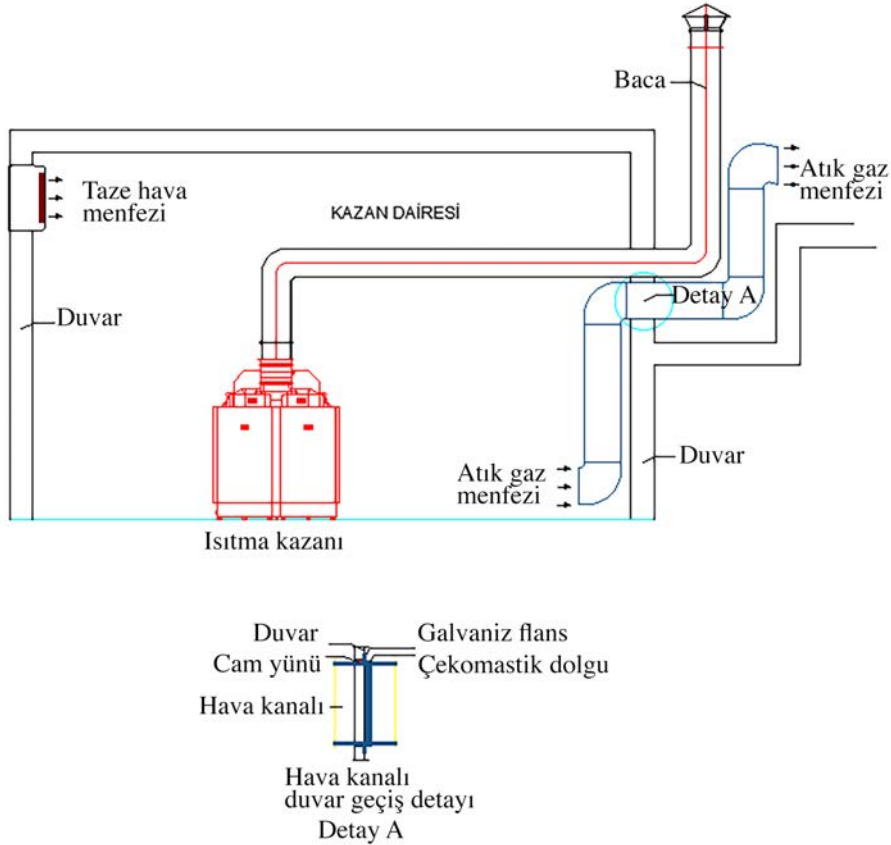 Baca
Atık gaz
menfezi
Taze hava
menfezi
KAZAN DAİRESİ
Detay A
Duvar
Duvar
Atık gaz
menfezi
Isıtma kazanı
Duvar
Galvaniz flans
Cam yünü
Çekomastik dolgu
Hava kanalı
Hava kanalı
duvar geçiş detayı
Detay A